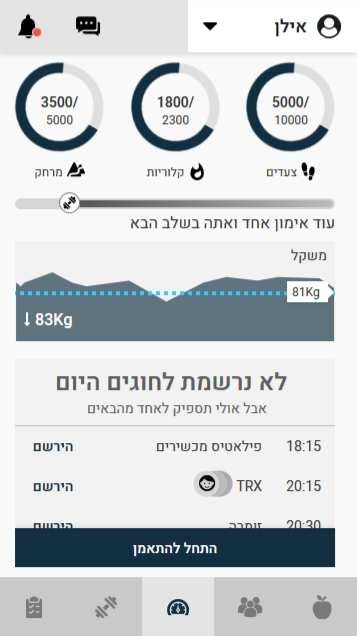 אילן
5000/
10000
1800/
2300
3500/
5000
צעדים
קלוריות
מרחק
עוד אימון אחד ואתה בשלב הבא
משקל
81Kg
↓ 83Kg
לא נרשמת לחוגים היום
אבל אולי תספיק לאחד מהבאים
18:15 פילאטיס מכשירים הירשם
20:15 TRX הירשם
20:30 זומבה הירשם
התחל להתאמן